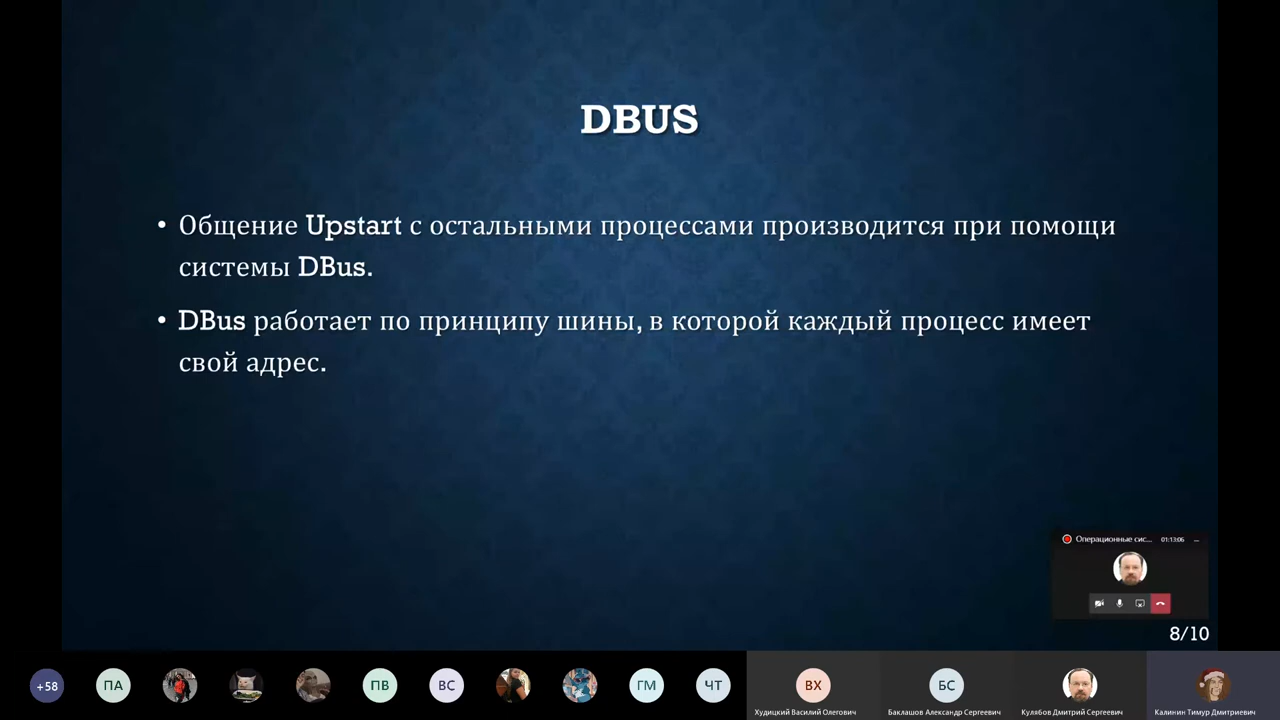 DBUS
• Общение Upstart с остальными процессами производится при помощи
системы DBus.
• DBus работает по принципу шины, в которой каждый процесс имеет
свой адрес.
Операционные сис... 01:13:06
8/10
+58 ПА ПВ ВС ГМ ЧТ ВХ БС
Худицкий Василий Олегович Баклашов Александр Сергеевич Кулябов Дмитрий Сергеевич Калинин Тимур Дмитриевич